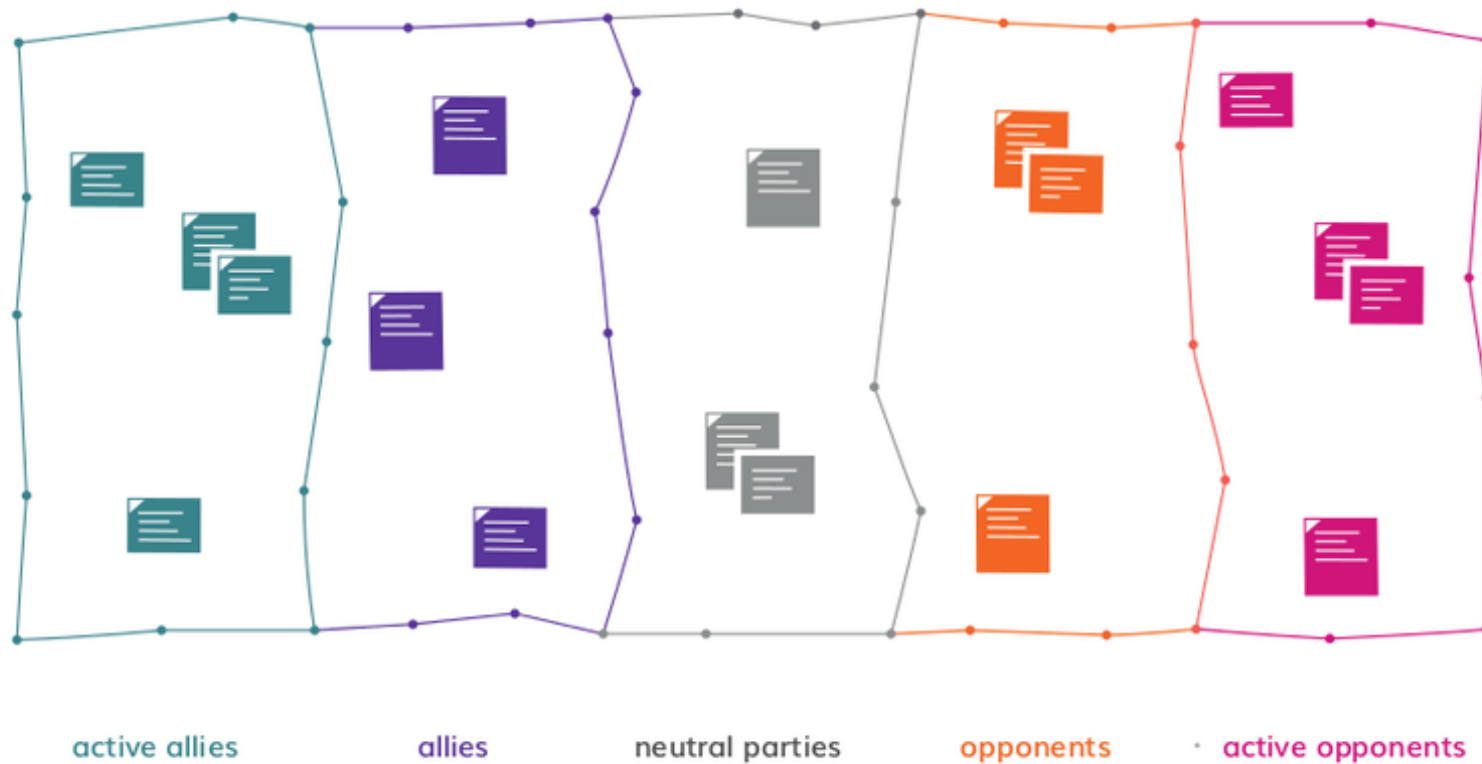 active allies
allies
neutral parties
opponents
active opponents